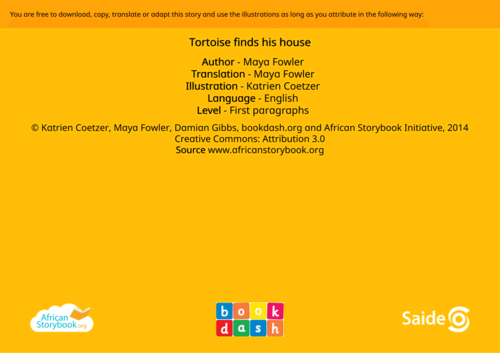 You are free to download, copy, translate or adapt this story and use the illustrations as long as you attribute in the following way:
Tortoise finds his house
Author - Maya Fowler
Translation - Maya Fowler
Illustration - Katrien Coetzer
Language - English
Level - First paragraphs
© Katrien Coetzer, Maya Fowler, Damian Gibbs, bookdash.org and African Storybook Initiative, 2014
Creative Commons: Attribution 3.0
Source www.africanstorybook.org
African
Storybook.org
book
dash
Saide